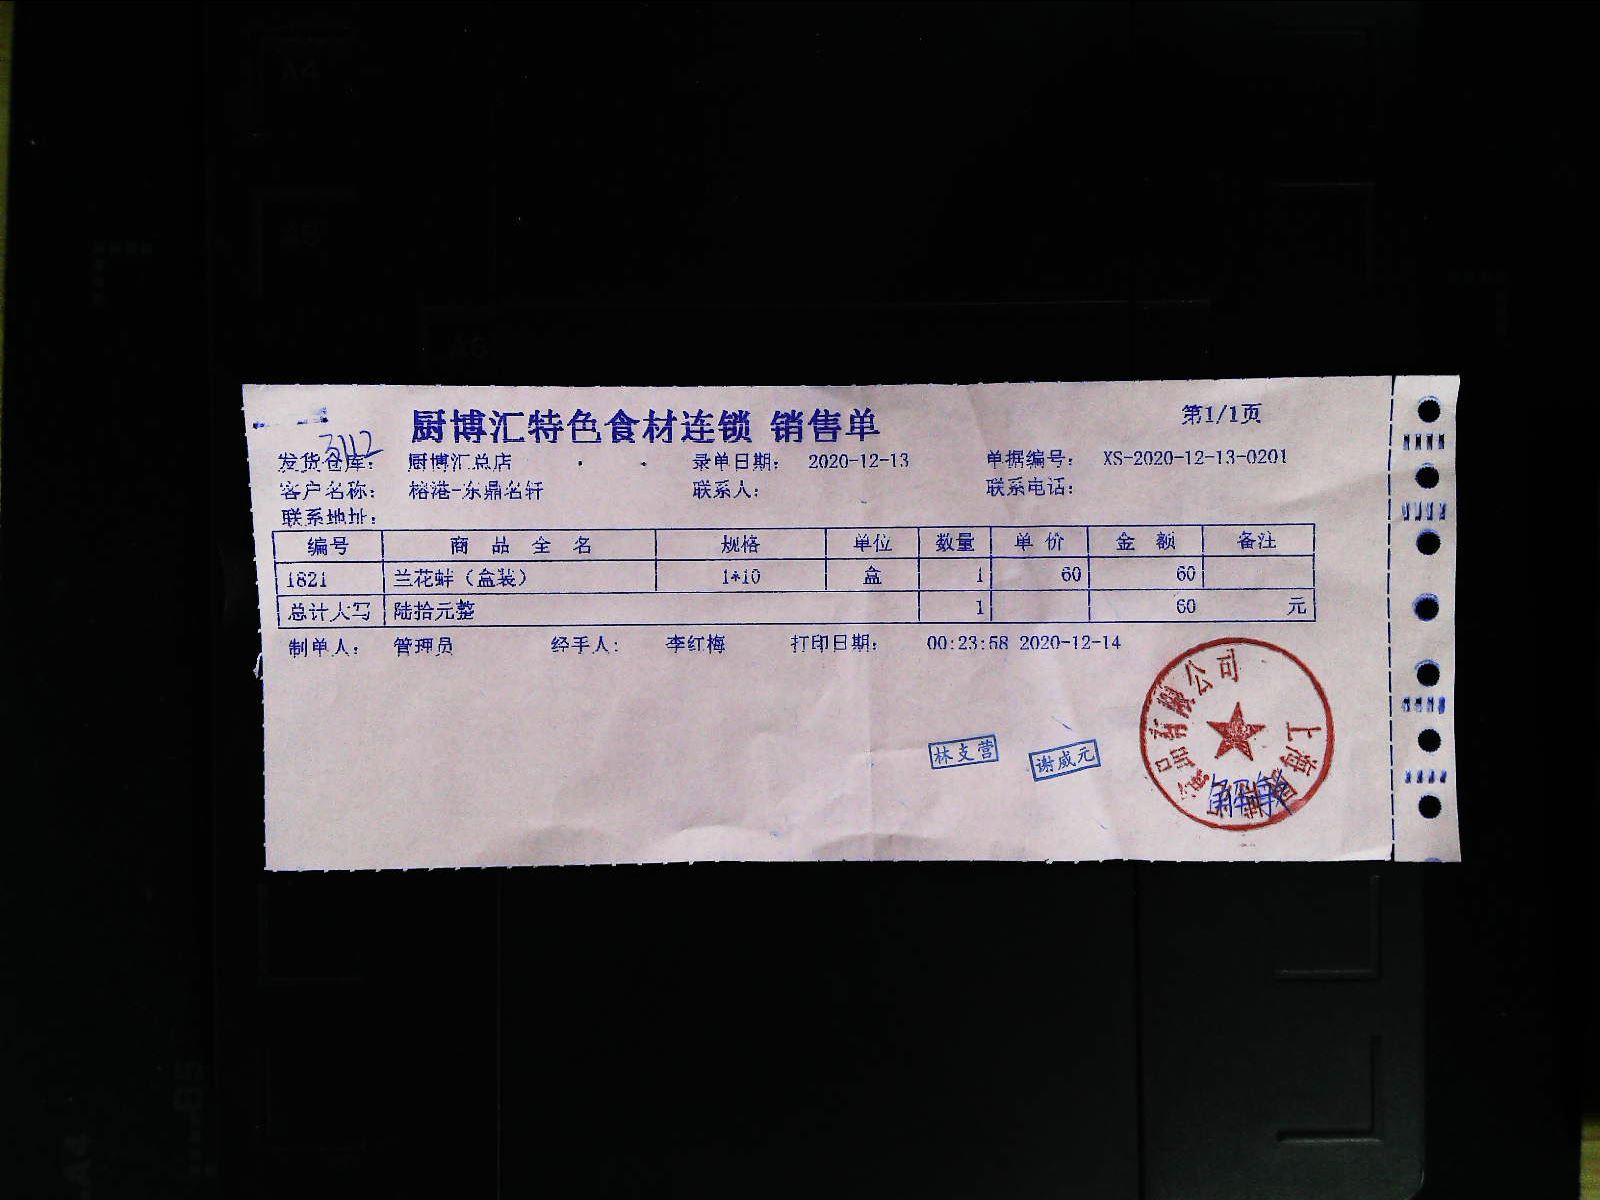 厨博汇特色食材连锁 销售单 第1/1页
3112
发货仓库： 厨博汇总店 录单日期： 2020-12-13 单据编号： XS-2020-12-13-0201
客户名称： 榕港-东鼎名轩 联系人： 联系电话：
联系地址：
编号 商品全名 规格 单位 数量 单价 金额 备注
1821 兰花蚌（盒装） 1*10 盒 1 60 60
总计大写 陆拾元整 1 60 元
制单人： 管理员 经手人： 李红梅 打印日期： 00:23:58 2020-12-14
林支营
谢威元
上海
品有限公司